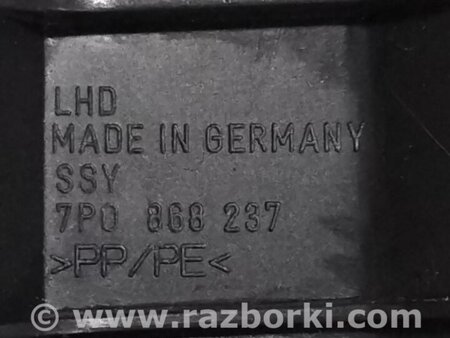 LHD
MADE IN GERMANY
SSY
7P0 868 237
>PP/PE<
© www.razborki.com